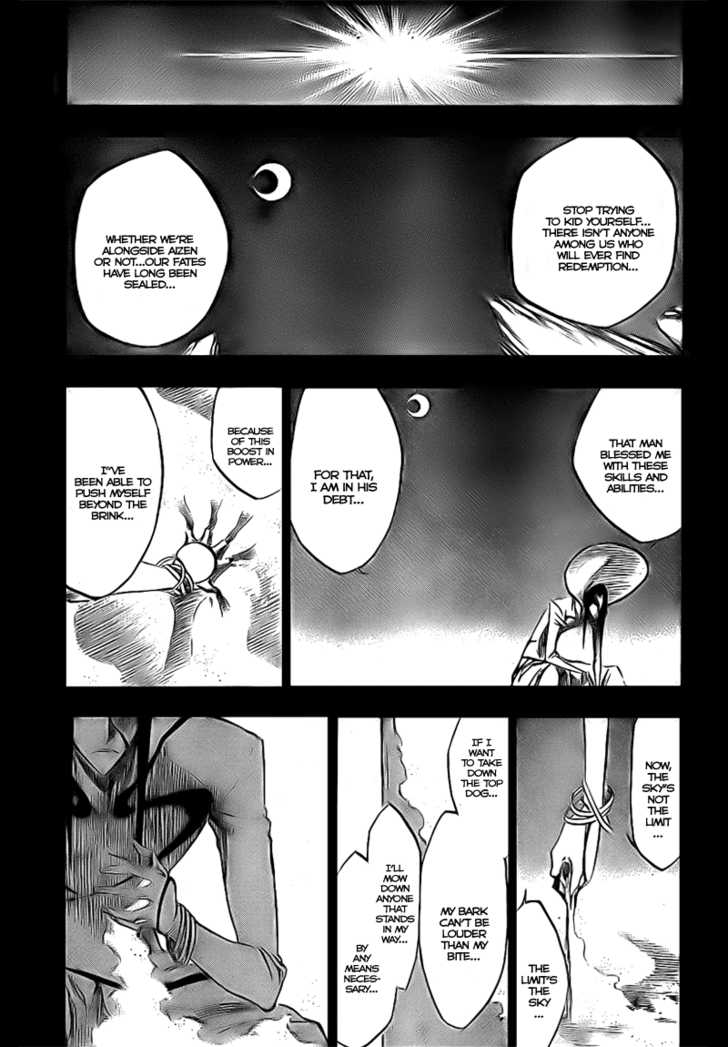 STOP TRYING
TO KID YOURSELF...
THERE ISN'T ANYONE
AMONG US WHO
WILL EVER FIND
REDEMPTION...
WHETHER WE'RE
ALONGSIDE AIZEN
OR NOT...OUR FATES
HAVE LONG BEEN
SEALED...
THAT MAN
BLESSED ME
WITH THESE
SKILLS AND
ABILITIES...
FOR THAT,
I AM IN HIS
DEBT...
BECAUSE
OF THIS
BOOST IN
POWER...
I"VE
BEEN ABLE TO
PUSH MYSELF
BEYOND THE
BRINK...
NOW,
THE
SKY'S
NOT
THE
LIMIT
...
THE
LIMIT'S
THE
SKY
...
IF I
WANT
TO TAKE
DOWN
THE TOP
DOG...
MY BARK
CAN'T BE
LOUDER
THAN MY
BITE...
I'LL
MOW
DOWN
ANYONE
THAT
STANDS
IN MY
WAY...
BY
ANY
MEANS
NECES-
SARY...